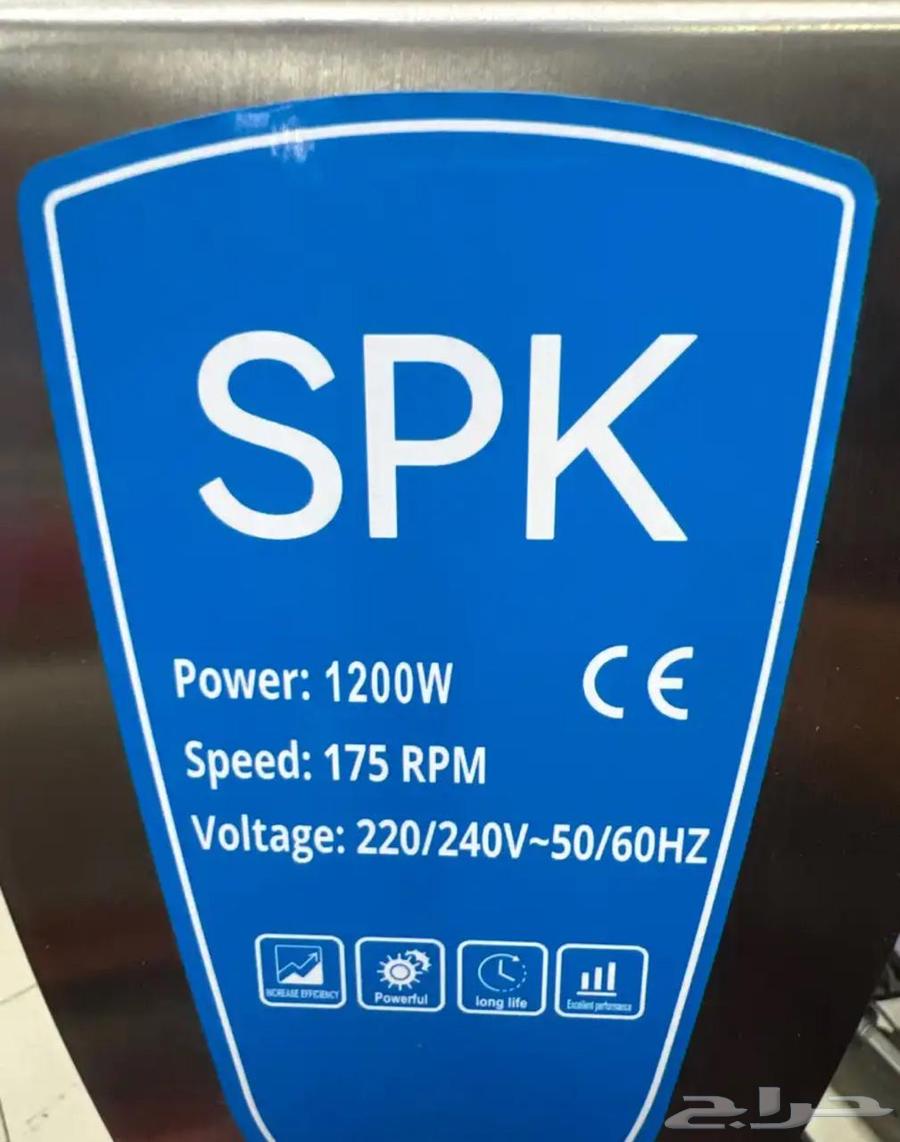 SPK
Power: 1200W
CE
Speed: 175 RPM
Voltage: 220/240V~50/60HZ
INCREASE EFFICIENCY
Powerful
long life
Excellent performance
حراج